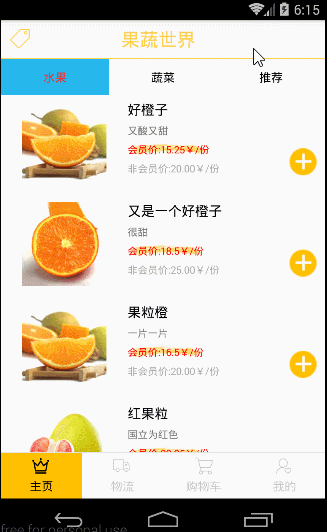 6:15
果蔬世界
水果
蔬菜
推荐
好橙子
又酸又甜
会员价:15.25￥/份
非会员价:20.00￥/份
又是一个好橙子
很甜
会员价:18.5￥/份
非会员价:25.00￥/份
果粒橙
一片一片
会员价:16.5￥/份
非会员价:20.00￥/份
红果粒
国立为红色
主页
物流
购物车
我的
free for personal use